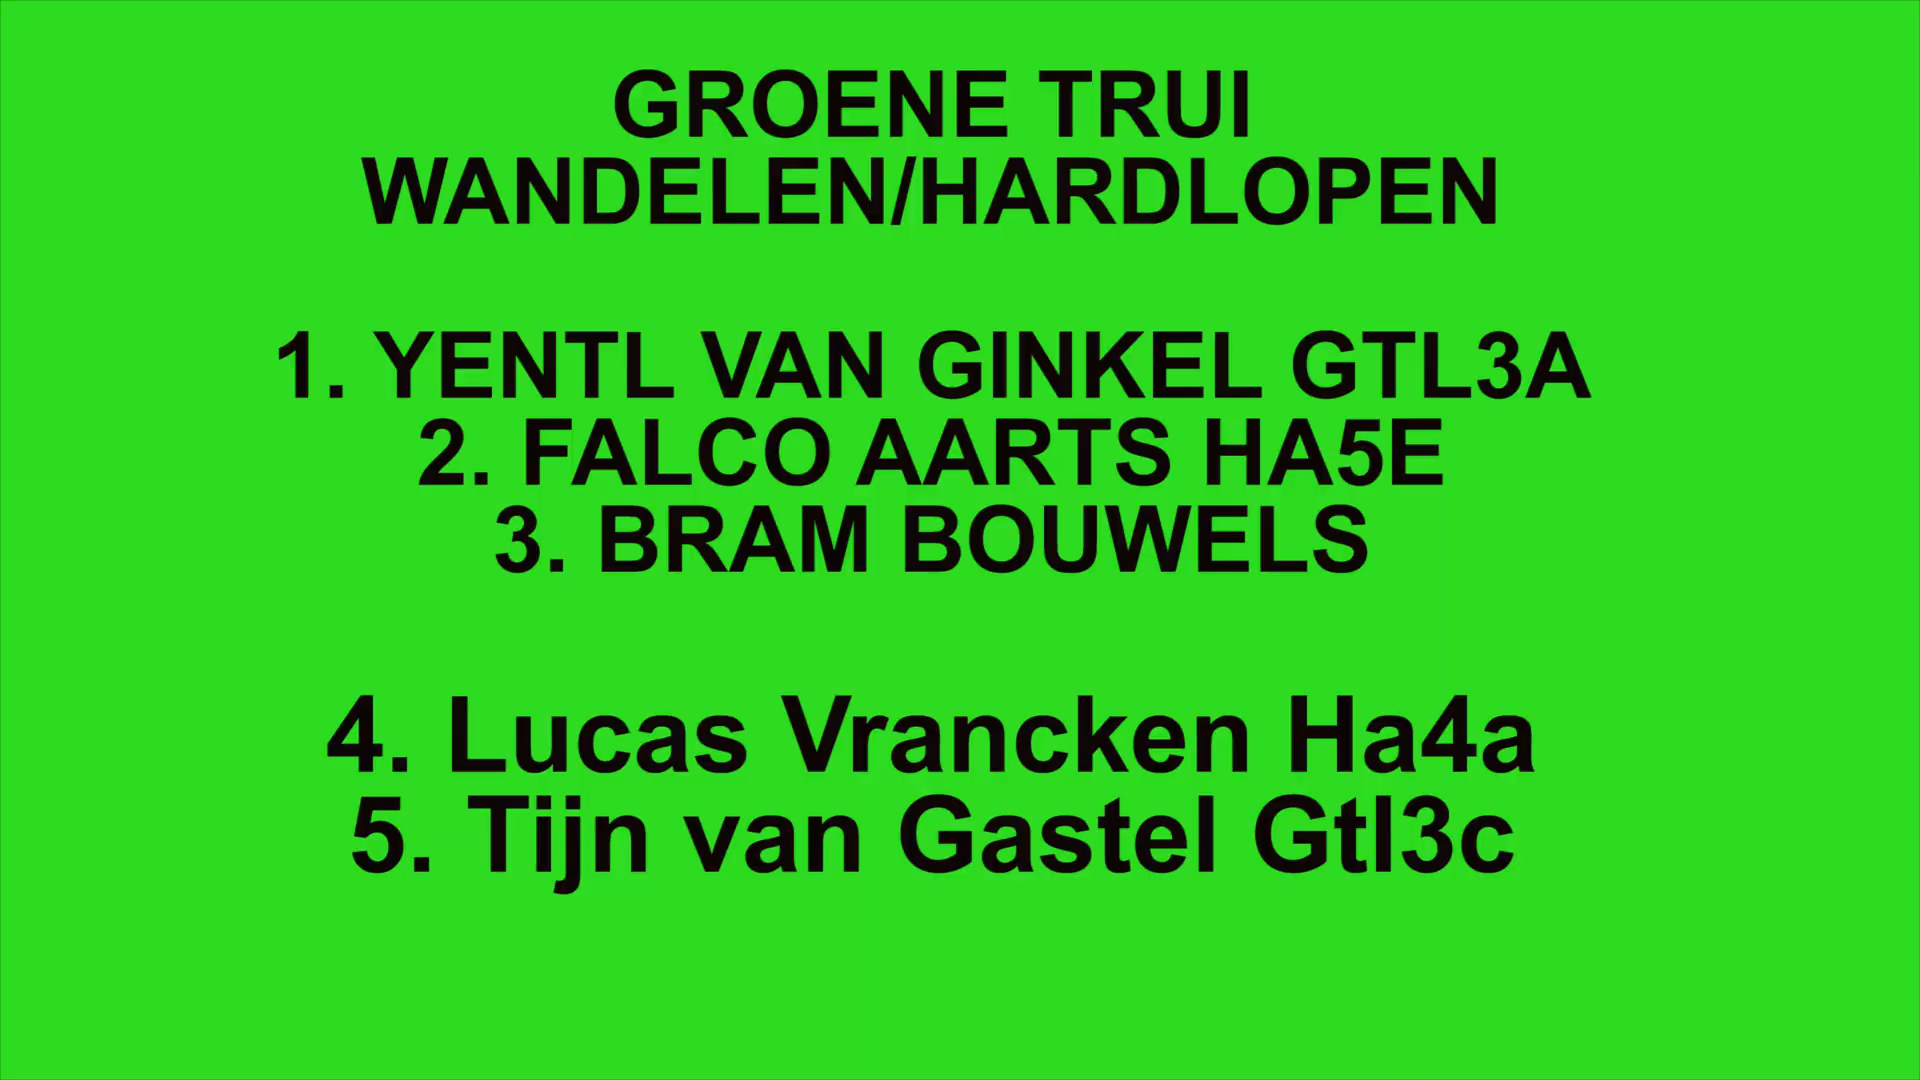 GROENE TRUI
WANDELEN/HARDLOPEN
1. YENTL VAN GINKEL GTL3A
2. FALCO AARTS HA5E
3. BRAM BOUWELS
4. Lucas Vrancken Ha4a
5. Tijn van Gastel Gtl3c